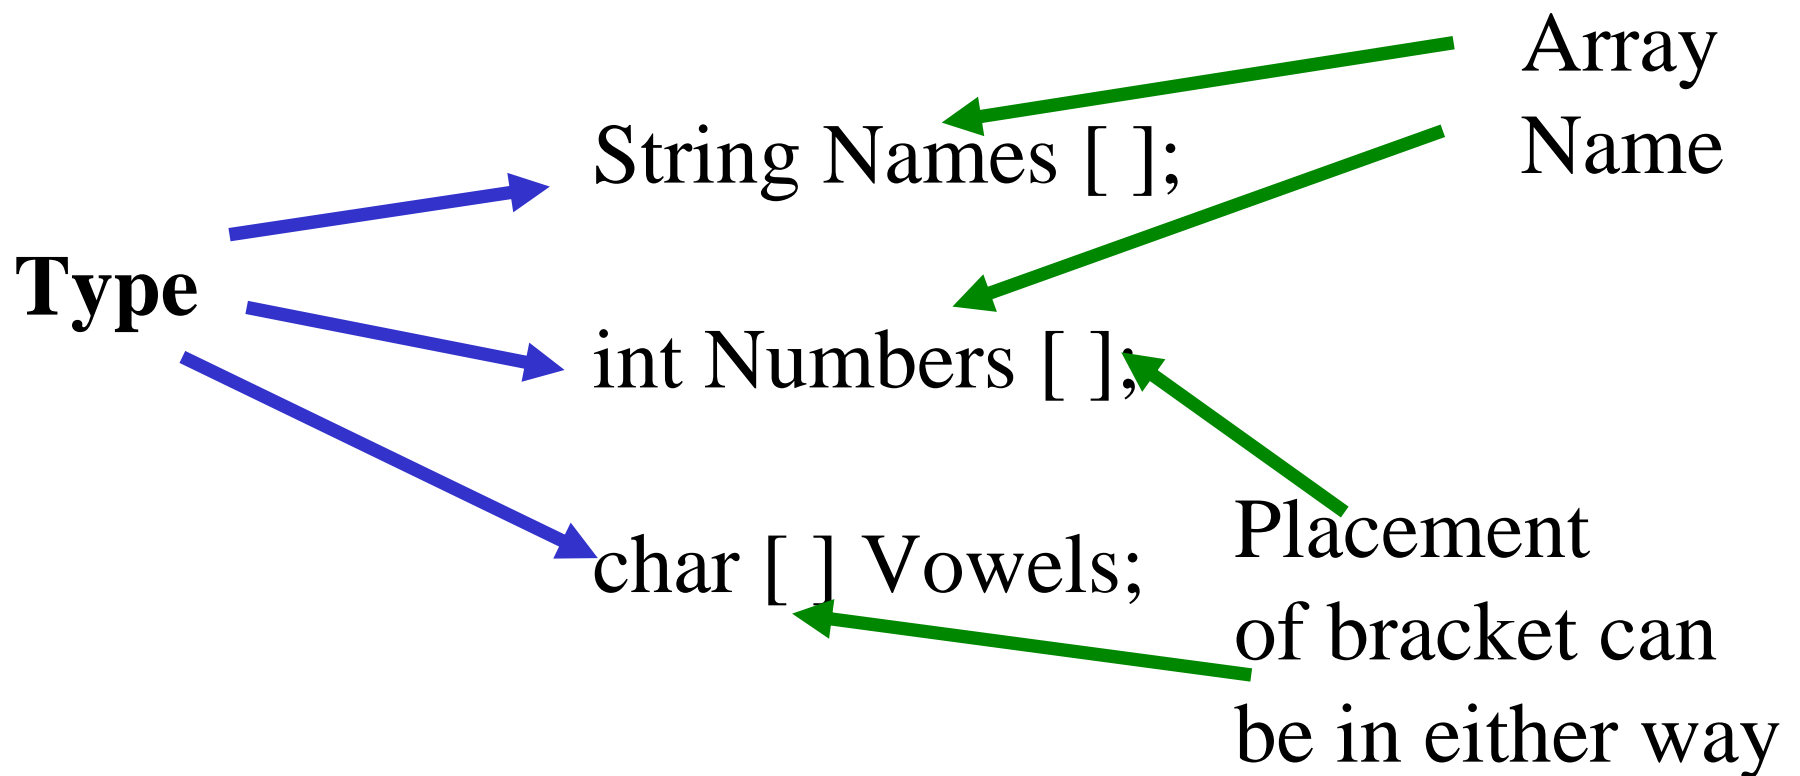 Array
Name
String Names [ ];
Type
int Numbers [ ];
char [ ] Vowels;
Placement
of bracket can
be in either way